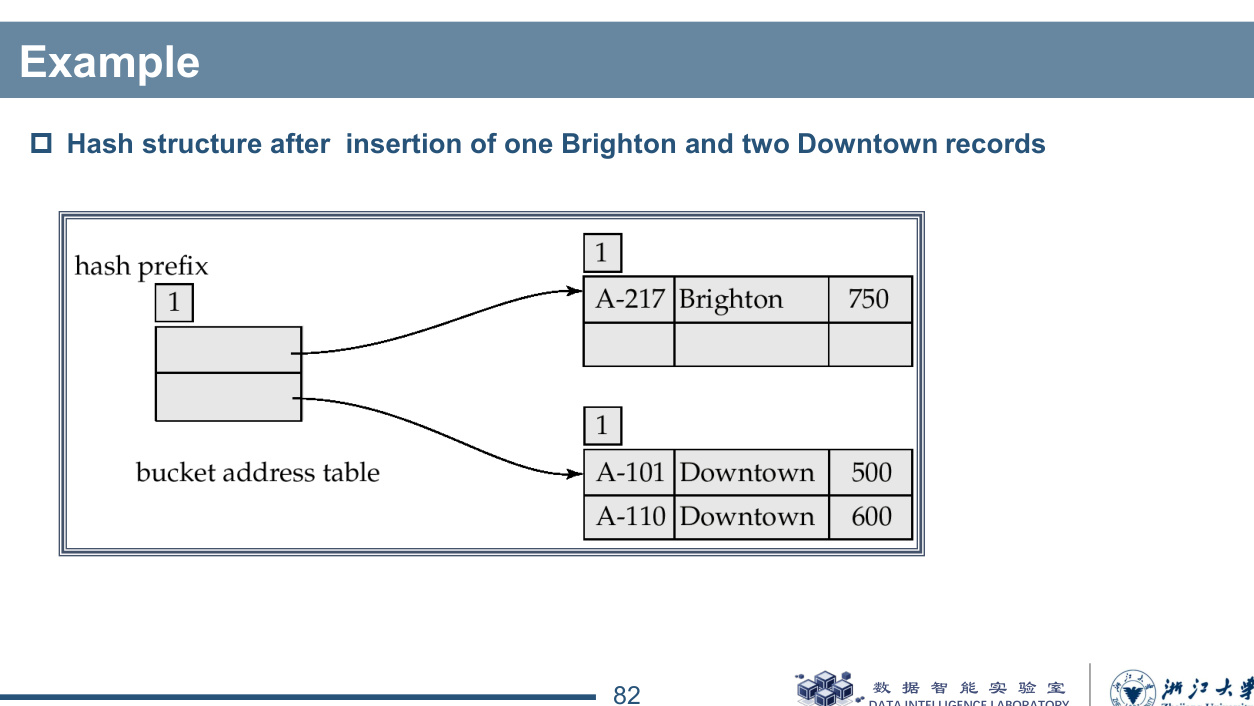 Example
Hash structure after insertion of one Brighton and two Downtown records
hash prefix
1
bucket address table
1
A-217 Brighton 750
1
A-101 Downtown 500
A-110 Downtown 600
82
数据智能实验室
DATA INTELLIGENCE LABORATORY
浙江大学
Zhejiang University